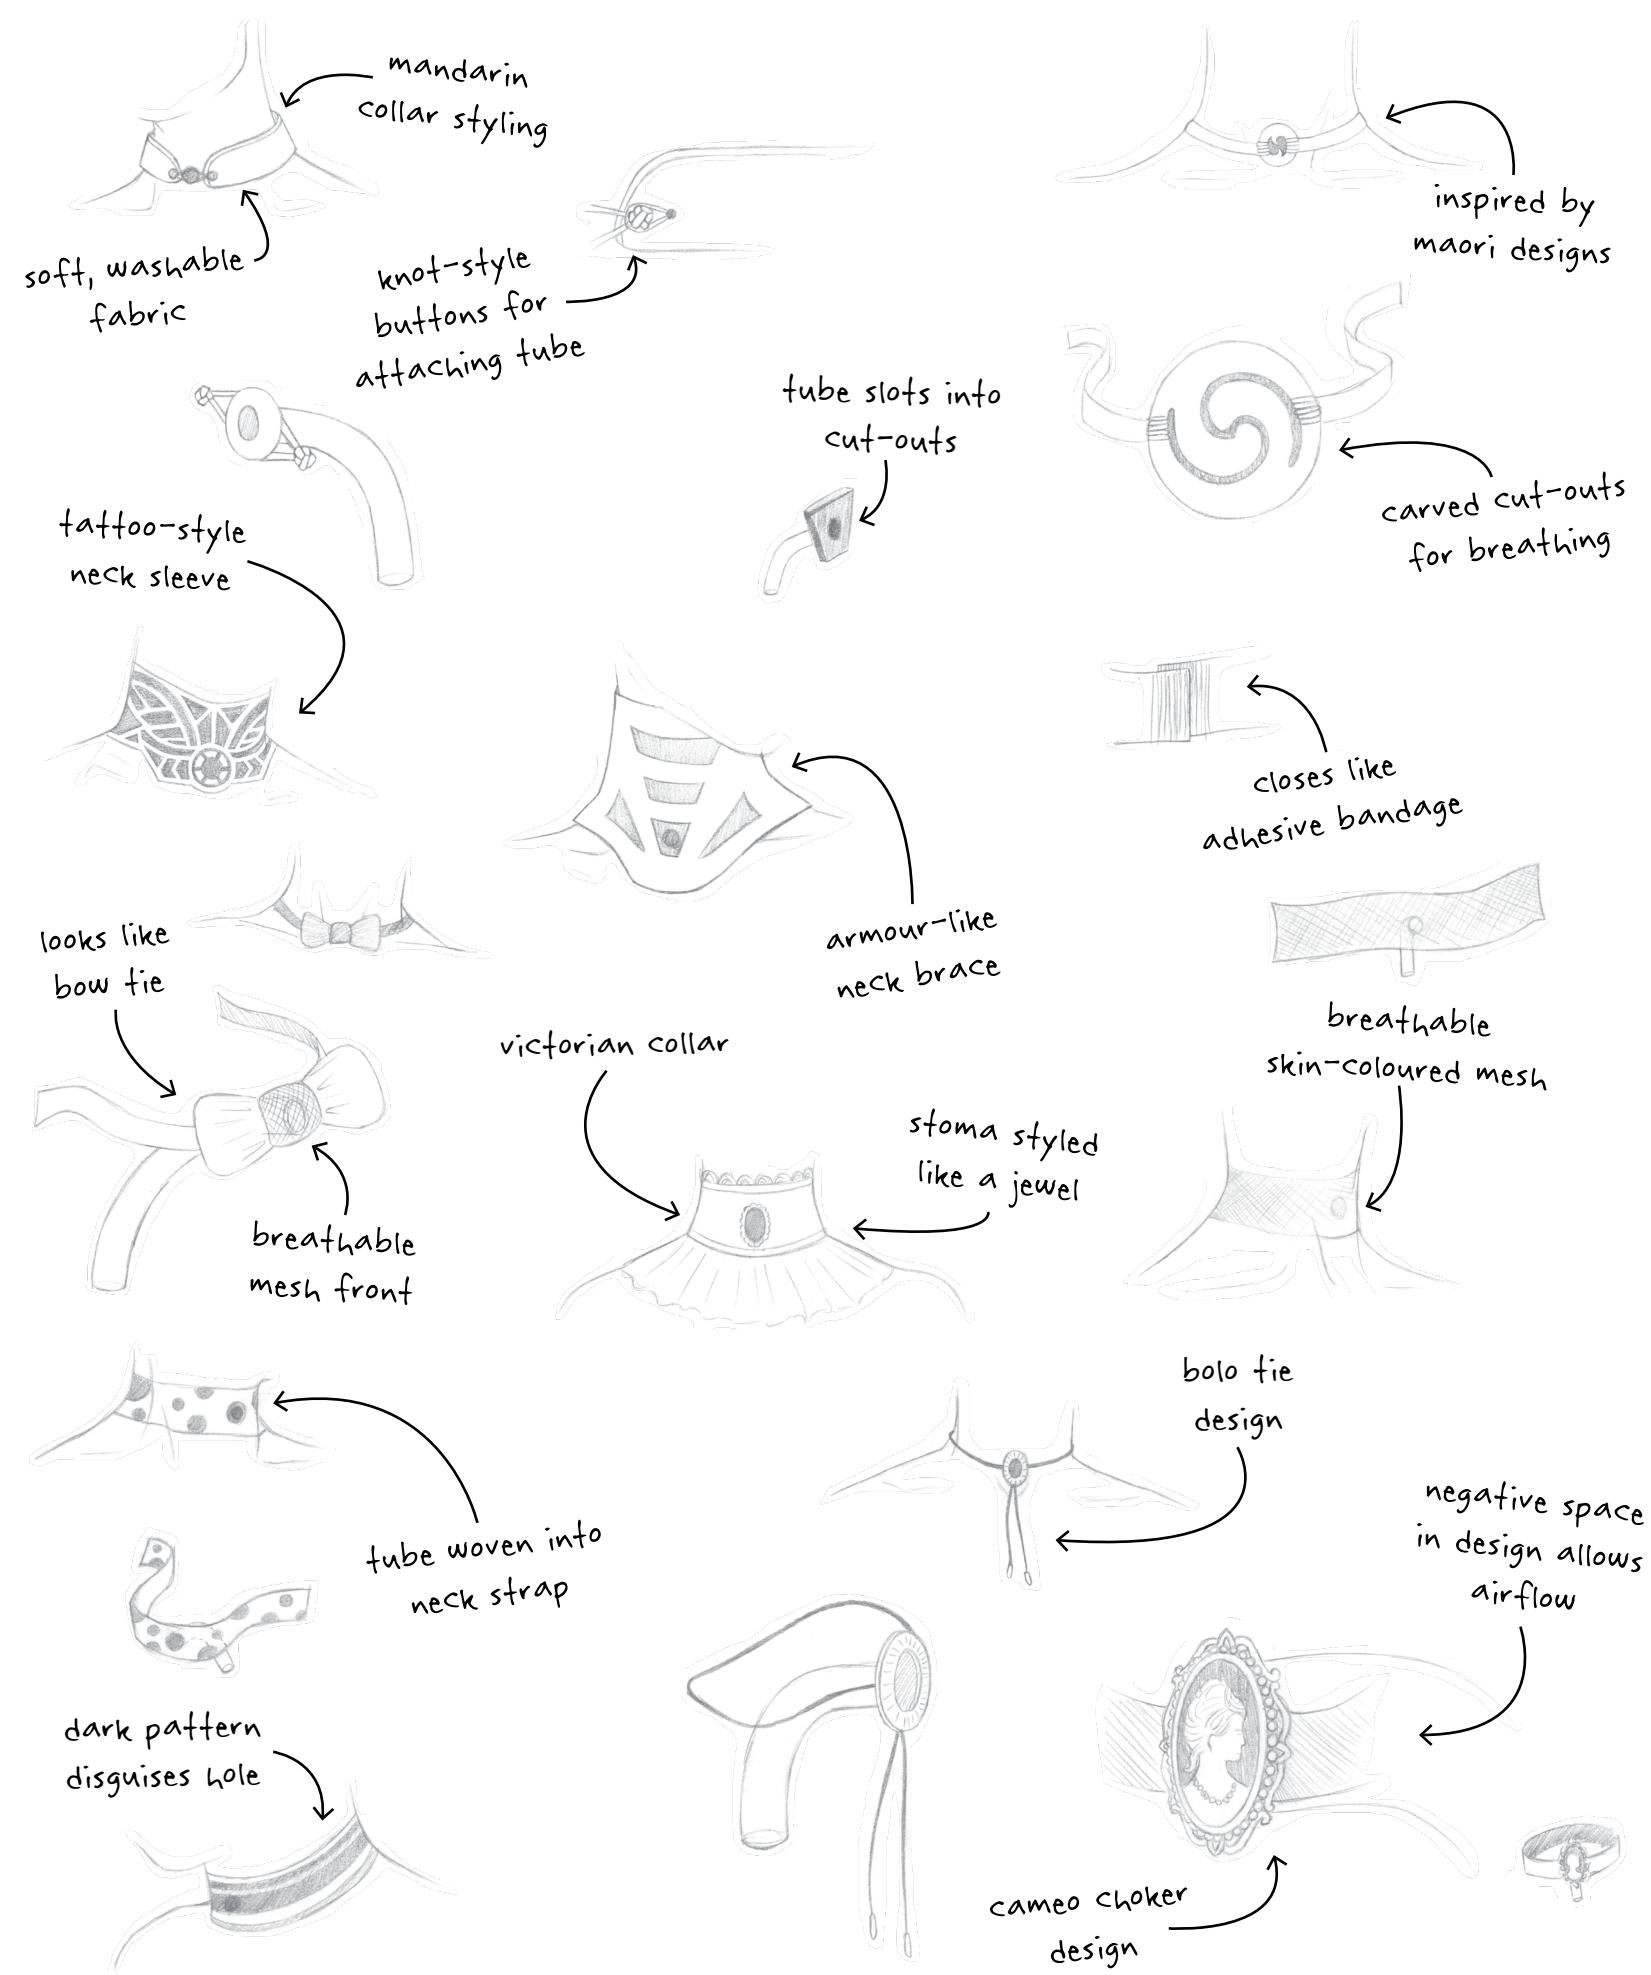 mandarin
collar styling
soft, washable
fabric
knot-style
buttons for
attaching tube
inspired by
maori designs
tube slots into
cut-outs
carved cut-outs
for breathing
tattoo-style
neck sleeve
closes like
adhesive bandage
armour-like
neck brace
looks like
bow tie
breathable
mesh front
victorian collar
stoma styled
like a jewel
breathable
skin-coloured mesh
tube woven into
neck strap
bolo tie
design
negative space
in design allows
airflow
dark pattern
disguises hole
cameo choker
design